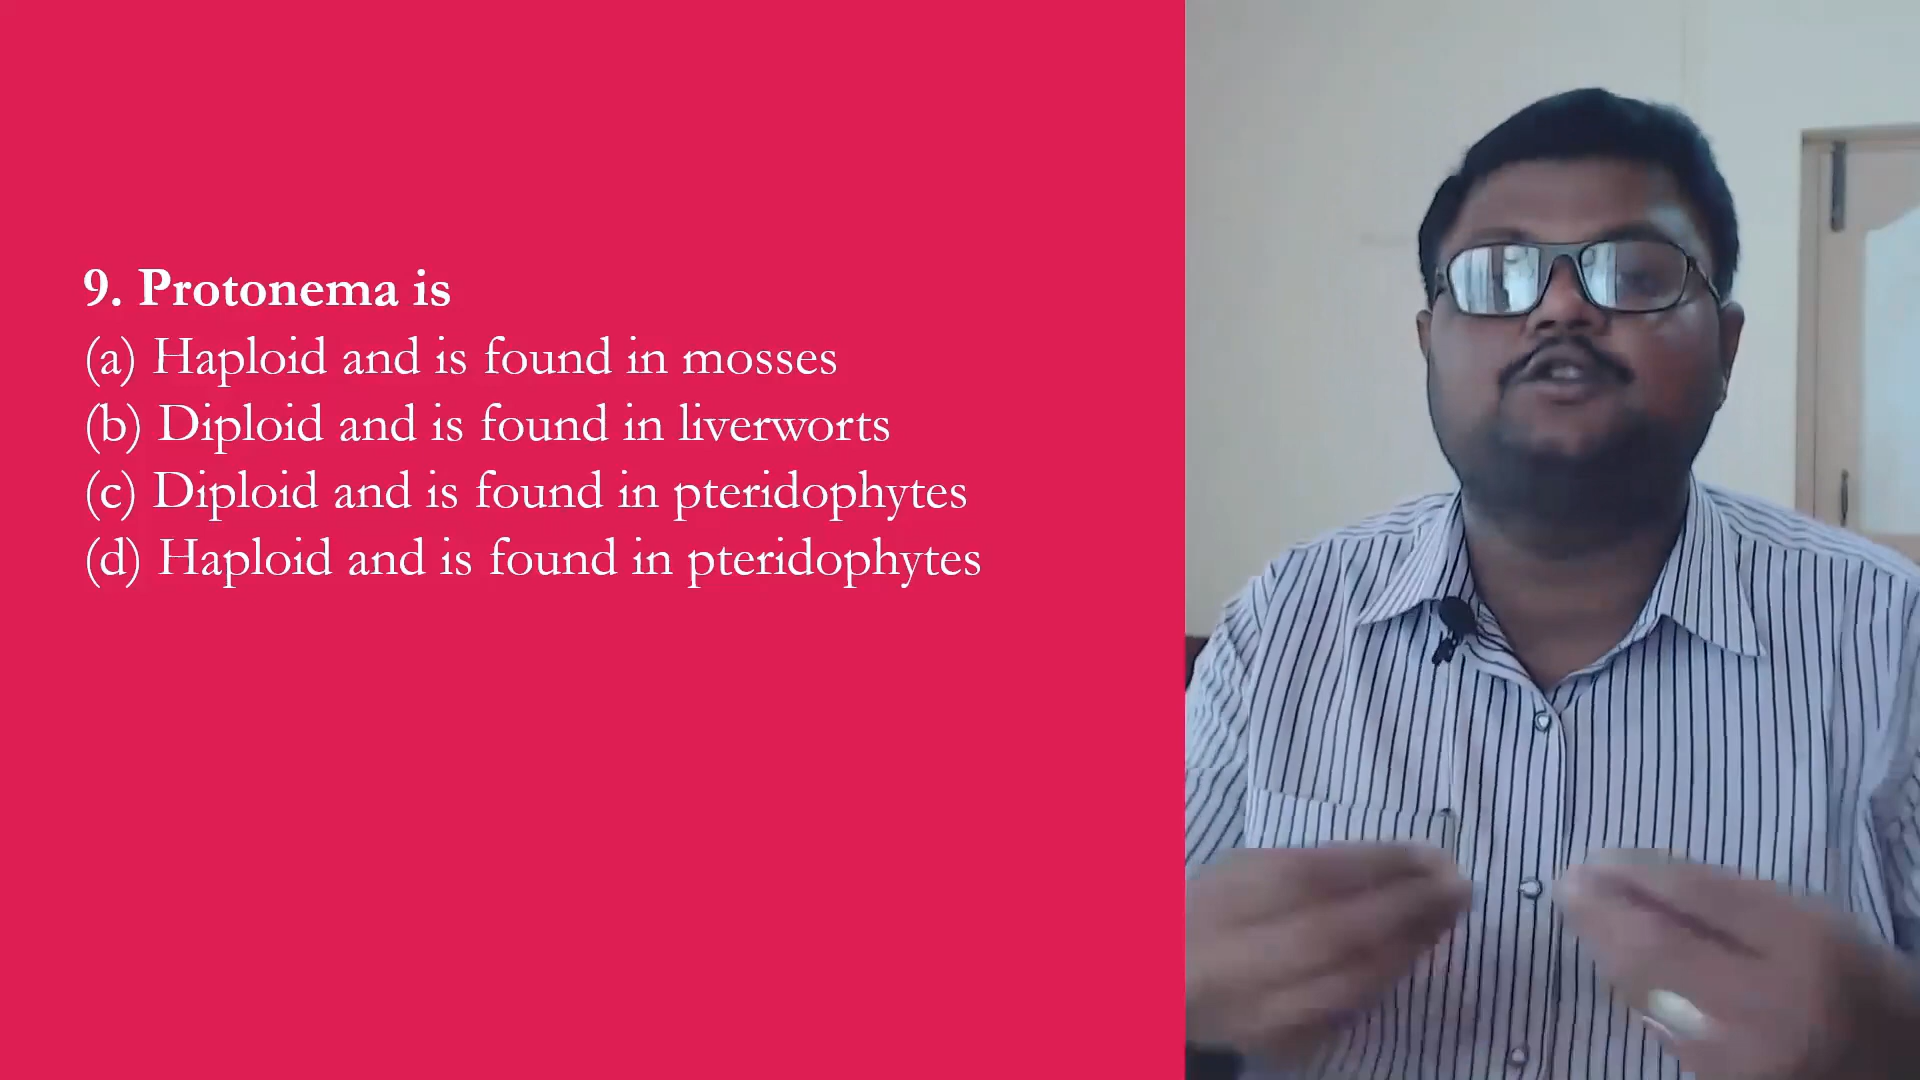 9. Protonema is
(a) Haploid and is found in mosses
(b) Diploid and is found in liverworts
(c) Diploid and is found in pteridophytes
(d) Haploid and is found in pteridophytes